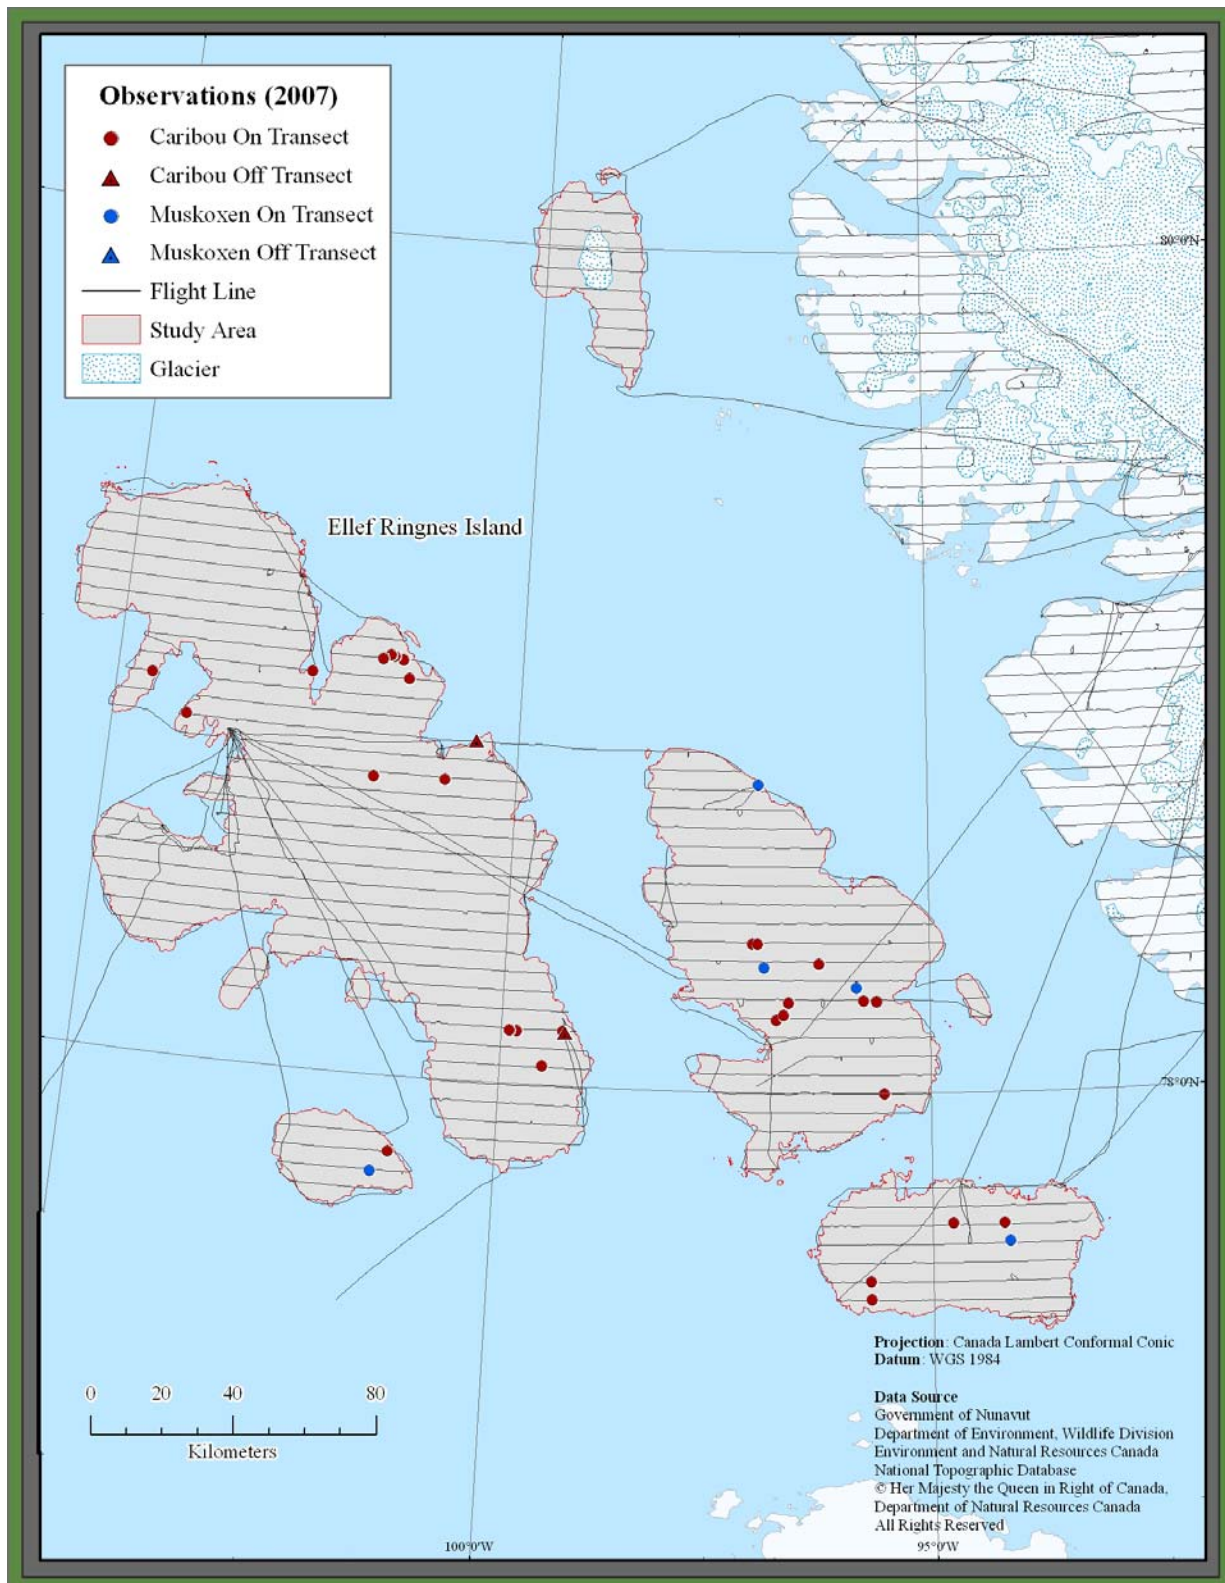 Observations (2007)
Caribou On Transect
Caribou Off Transect
Muskoxen On Transect
Muskoxen Off Transect
Flight Line
Study Area
Glacier
80°0'N
Ellef Ringnes Island
78°0'N
Projection: Canada Lambert Conformal Conic
Datum: WGS 1984
Data Source
Government of Nunavut
Department of Environment, Wildlife Division
Environment and Natural Resources Canada
National Topographic Database
© Her Majesty the Queen in Right of Canada,
Department of Natural Resources Canada
All Rights Reserved
0 20 40 80
Kilometers
100°0'W
95°0'W